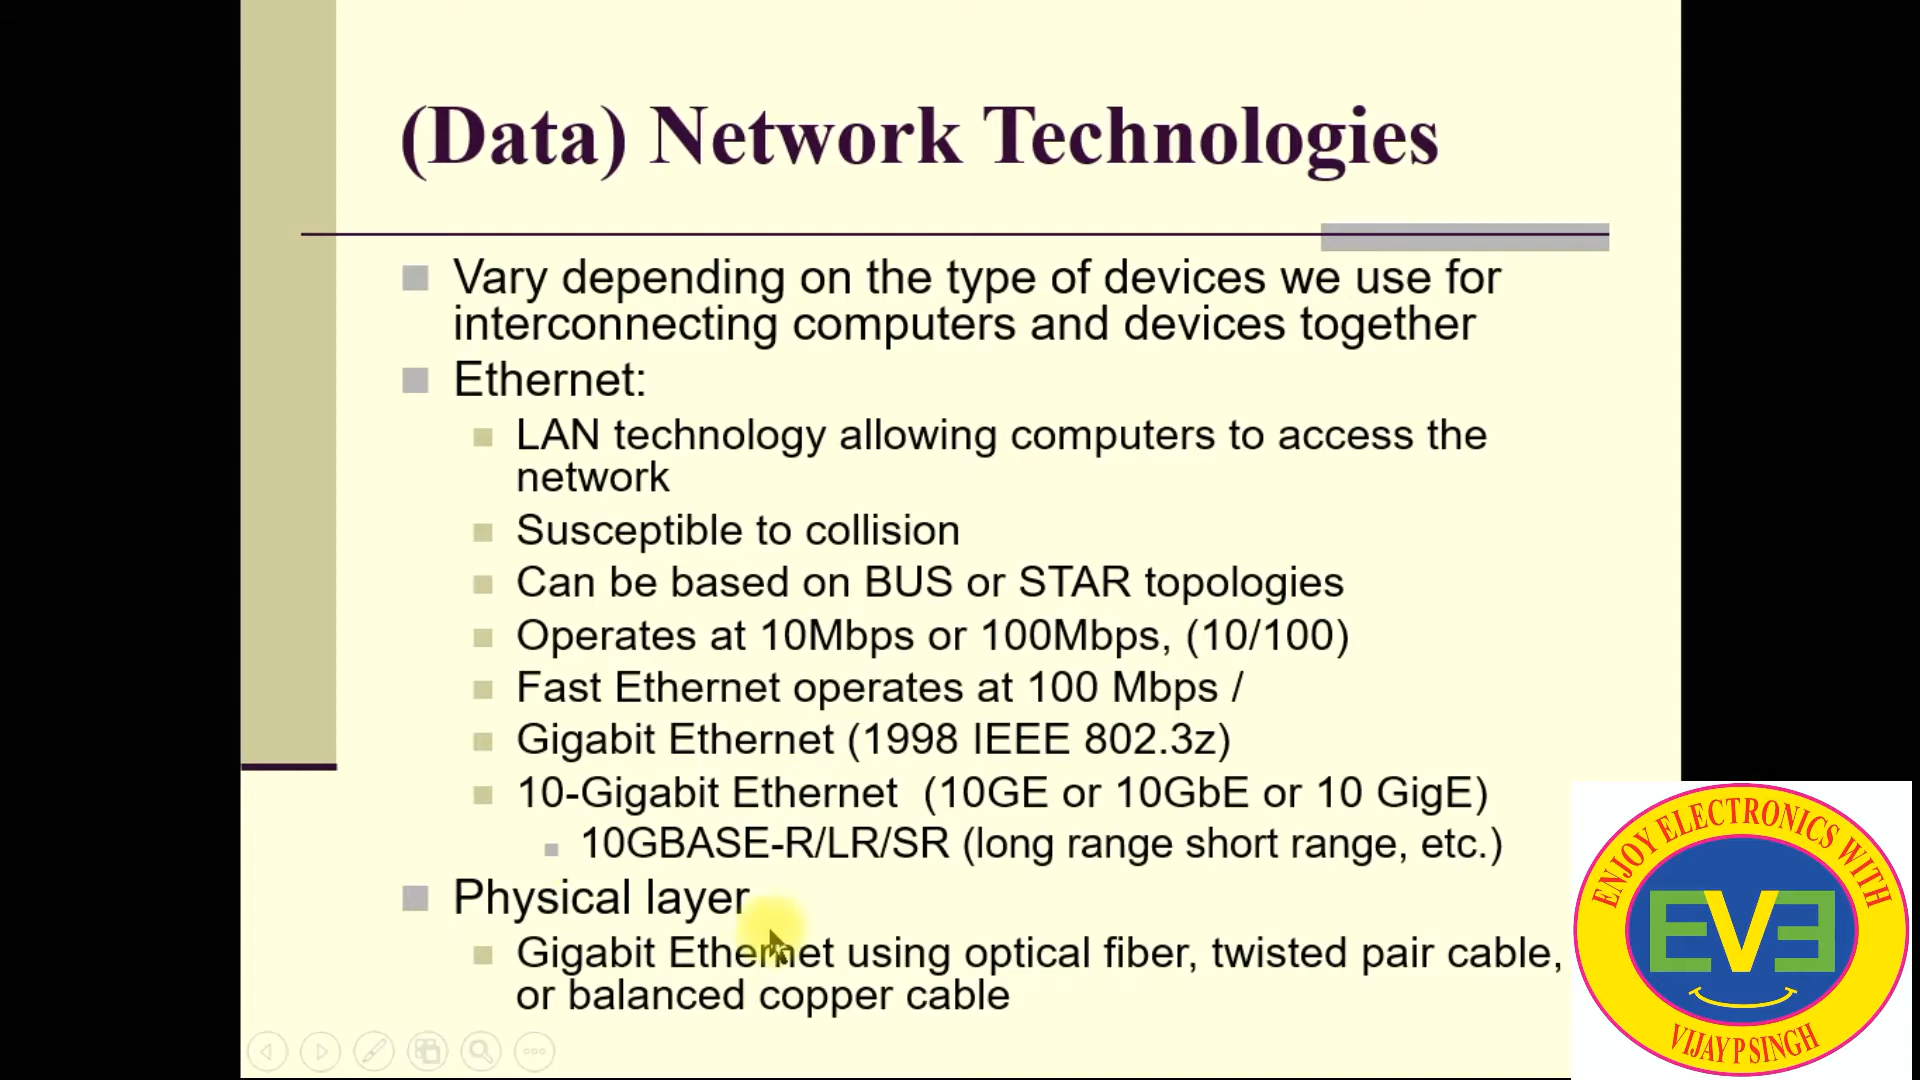 (Data) Network Technologies
Vary depending on the type of devices we use for
interconnecting computers and devices together
Ethernet:
LAN technology allowing computers to access the
network
Susceptible to collision
Can be based on BUS or STAR topologies
Operates at 10Mbps or 100Mbps, (10/100)
Fast Ethernet operates at 100 Mbps /
Gigabit Ethernet (1998 IEEE 802.3z)
10-Gigabit Ethernet (10GE or 10GbE or 10 GigE)
10GBASE-R/LR/SR (long range short range, etc.)
Physical layer
Gigabit Ethernet using optical fiber, twisted pair cable,
or balanced copper cable
ENJOY ELECTRONICS WITH
EVE
VIJAY P SINGH